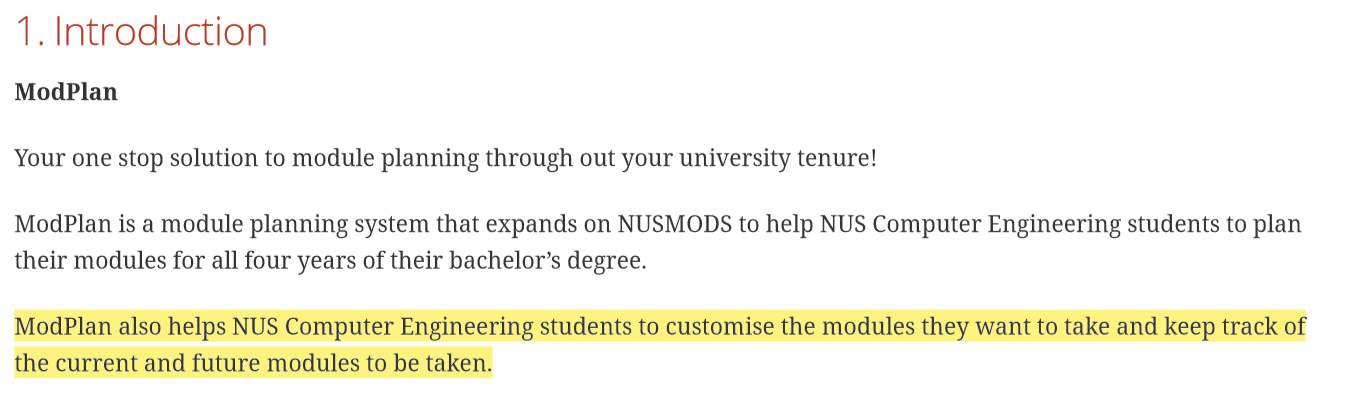 1. Introduction
ModPlan
Your one stop solution to module planning through out your university tenure!
ModPlan is a module planning system that expands on NUSMODS to help NUS Computer Engineering students to plan
their modules for all four years of their bachelor’s degree.
ModPlan also helps NUS Computer Engineering students to customise the modules they want to take and keep track of
the current and future modules to be taken.